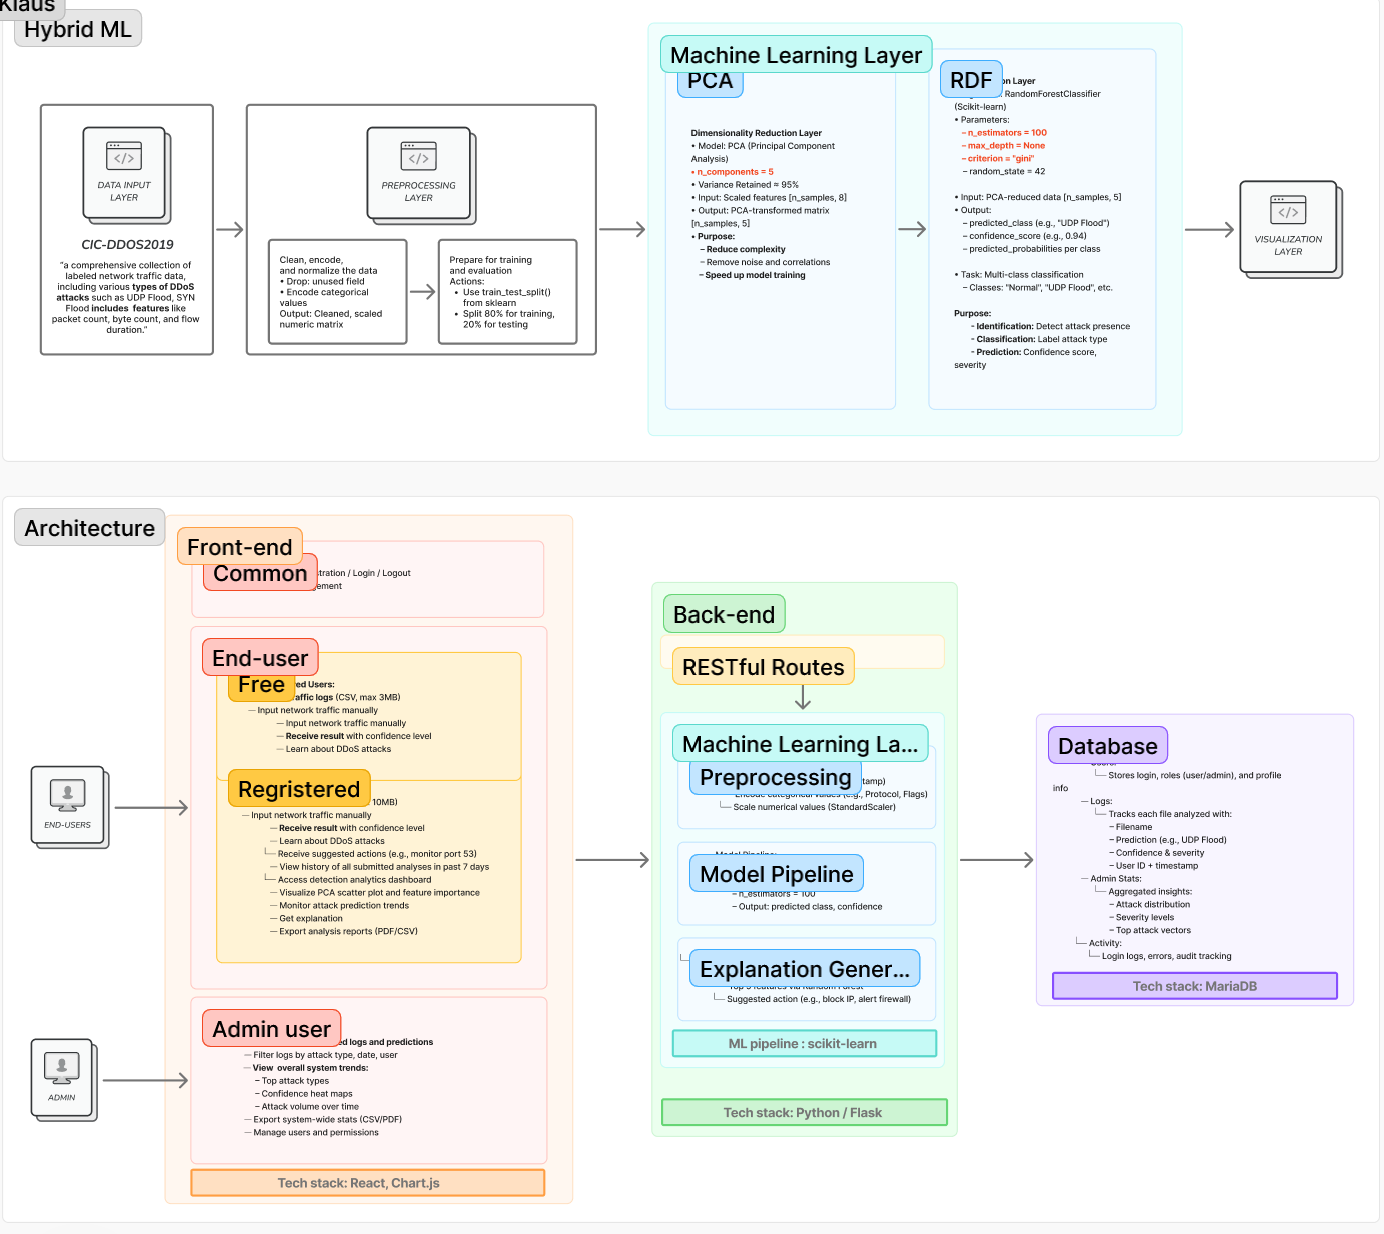 Klaus
Hybrid ML
DATA INPUT
LAYER
CIC-DDOS2019
"a comprehensive collection of
labeled network traffic data,
including various types of DDoS
attacks such as UDP Flood, SYN
Flood includes features like
packet count, byte count, and flow
duration."
PREPROCESSING
LAYER
Clean, encode,
and normalize the data
• Drop: unused field
• Encode categorical
values
Output: Cleaned, scaled
numeric matrix
Prepare for training
and evaluation
Actions:
• Use train_test_split()
from sklearn
• Split 80% for training,
20% for testing
Machine Learning Layer
PCA
Dimensionality Reduction Layer
• Model: PCA (Principal Component
Analysis)
• n_components = 5
• Variance Retained ≈ 95%
• Input: Scaled features [n_samples, 8]
• Output: PCA-transformed matrix
[n_samples, 5]
• Purpose:
– Reduce complexity
– Remove noise and correlations
– Speed up model training
RDF
on Layer
RandomForestClassifier
(Scikit-learn)
• Parameters:
– n_estimators = 100
– max_depth = None
– criterion = "gini"
– random_state = 42
• Input: PCA-reduced data [n_samples, 5]
• Output:
– predicted_class (e.g., "UDP Flood")
– confidence_score (e.g., 0.94)
– predicted_probabilities per class
• Task: Multi-class classification
– Classes: "Normal", "UDP Flood", etc.
Purpose:
- Identification: Detect attack presence
- Classification: Label attack type
- Prediction: Confidence score,
severity
VISUALIZATION
LAYER
Architecture
Front-end
Common
stration / Login / Logout
gement
End-user
Free
ed Users:
affic logs (CSV, max 3MB)
— Input network traffic manually
— Input network traffic manually
— Receive result with confidence level
— Learn about DDoS attacks
Regristered
10MB)
— Input network traffic manually
— Receive result with confidence level
— Learn about DDoS attacks
└─ Receive suggested actions (e.g., monitor port 53)
— View history of all submitted analyses in past 7 days
└─ Access detection analytics dashboard
— Visualize PCA scatter plot and feature importance
— Monitor attack prediction trends
— Get explanation
— Export analysis reports (PDF/CSV)
Admin user
ed logs and predictions
— Filter logs by attack type, date, user
— View overall system trends:
– Top attack types
– Confidence heat maps
– Attack volume over time
— Export system-wide stats (CSV/PDF)
— Manage users and permissions
Tech stack: React, Chart.js
END-USERS
ADMIN
Back-end
RESTful Routes
Machine Learning La...
Preprocessing
tamp)
Encode categorical values (e.g., Protocol, Flags)
└─ Scale numerical values (StandardScaler)
Model Pipeline:
Model Pipeline
– n_estimators = 100
– Output: predicted class, confidence
Explanation Gener...
Top 3 features via Random Forest
└─ Suggested action (e.g., block IP, alert firewall)
ML pipeline : scikit-learn
Tech stack: Python / Flask
Database
Users:
└─ Stores login, roles (user/admin), and profile
info
— Logs:
└─ Tracks each file analyzed with:
– Filename
– Prediction (e.g., UDP Flood)
– Confidence & severity
– User ID + timestamp
— Admin Stats:
└─ Aggregated insights:
– Attack distribution
– Severity levels
– Top attack vectors
└─ Activity:
└─ Login logs, errors, audit tracking
Tech stack: MariaDB